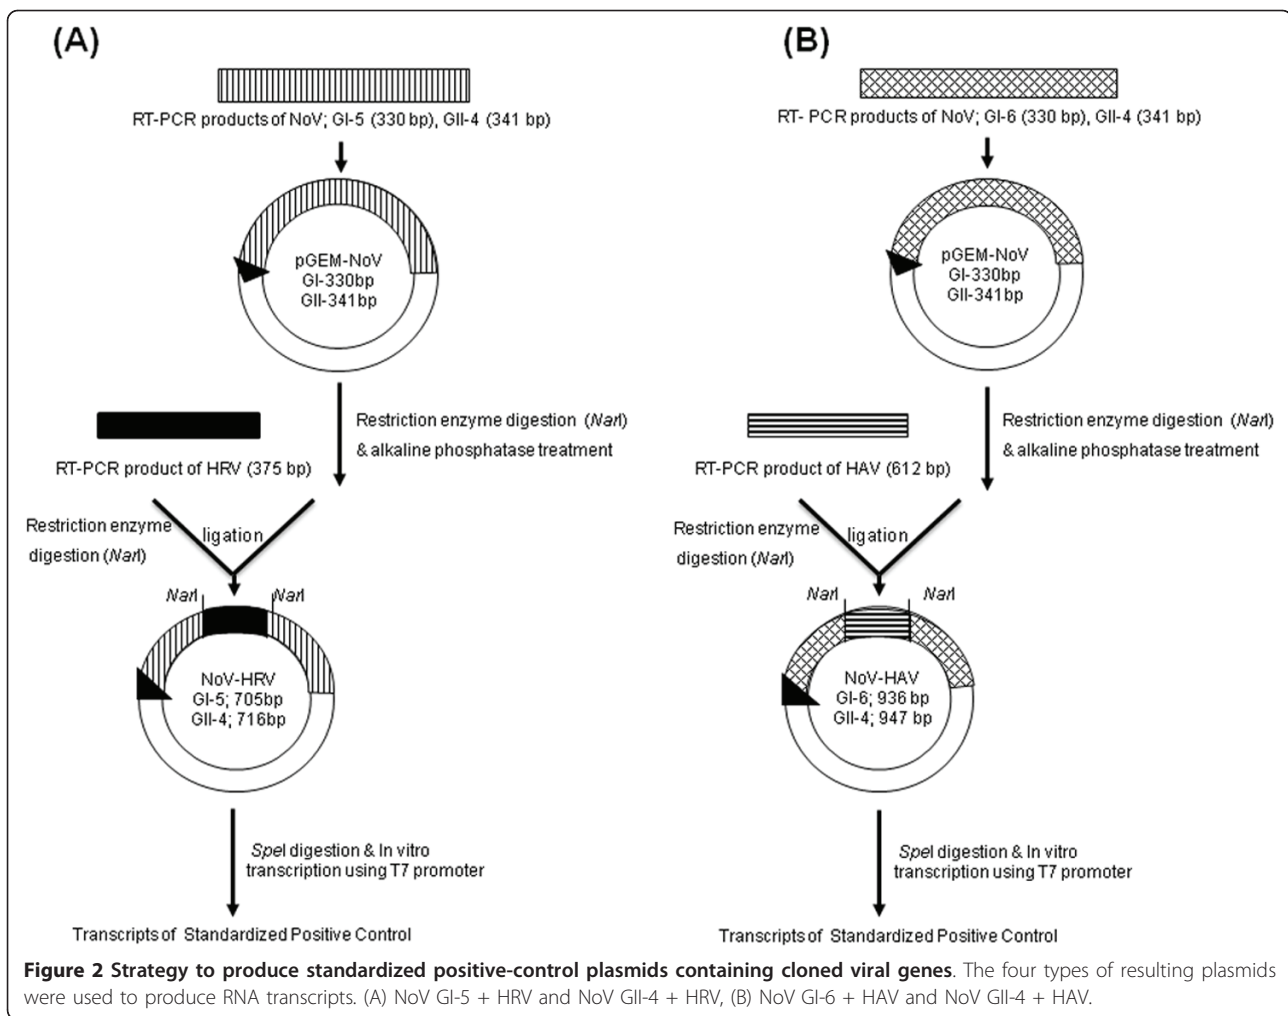 (A)
RT-PCR products of NoV; GI-5 (330 bp), GII-4 (341 bp)
pGEM-NoV
GI-330bp
GII-341bp
Restriction enzyme digestion (NarI)
& alkaline phosphatase treatment
RT-PCR product of HRV (375 bp)
Restriction enzyme
digestion (NarI)
ligation
NarI
NarI
NoV-HRV
GI-5; 705bp
GII-4; 716bp
SpeI digestion & In vitro
transcription using T7 promoter
Transcripts of Standardized Positive Control
(B)
RT- PCR products of NoV; GI-6 (330 bp), GII-4 (341 bp)
pGEM-NoV
GI-330bp
GII-341bp
Restriction enzyme digestion (NarI)
& alkaline phosphatase treatment
RT-PCR product of HAV (612 bp)
Restriction enzyme
digestion (NarI)
ligation
NarI
NarI
NoV-HAV
GI-6; 936 bp
GII-4; 947 bp
SpeI digestion & In vitro
transcription using T7 promoter
Transcripts of Standardized Positive Control
Figure 2 Strategy to produce standardized positive-control plasmids containing cloned viral genes. The four types of resulting plasmids
were used to produce RNA transcripts. (A) NoV GI-5 + HRV and NoV GII-4 + HRV, (B) NoV GI-6 + HAV and NoV GII-4 + HAV.